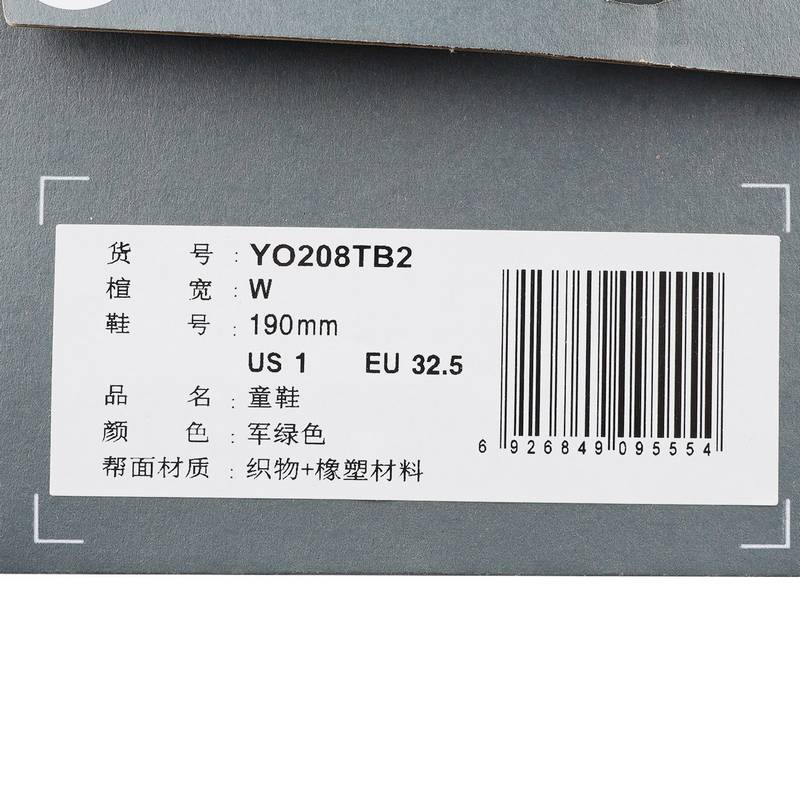 货 号 : YO208TB2
楦 宽 : W
鞋 号 : 190mm
US 1 EU 32.5
品 名 : 童鞋
颜 色 : 军绿色
帮面材质 : 织物+橡塑材料
6 926849 095554